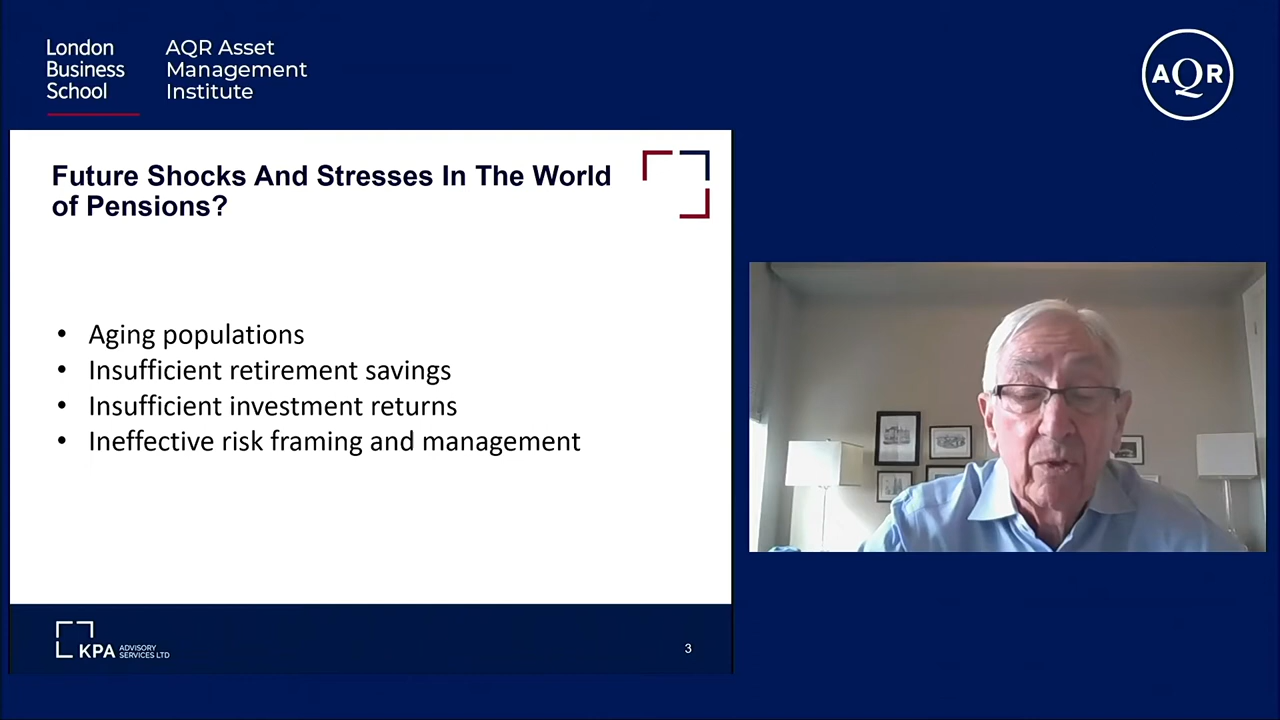 London
Business
School
AQR Asset
Management
Institute
AQR
Future Shocks And Stresses In The World
of Pensions?
• Aging populations
• Insufficient retirement savings
• Insufficient investment returns
• Ineffective risk framing and management
KPA ADVISORY
SERVICES LTD
3